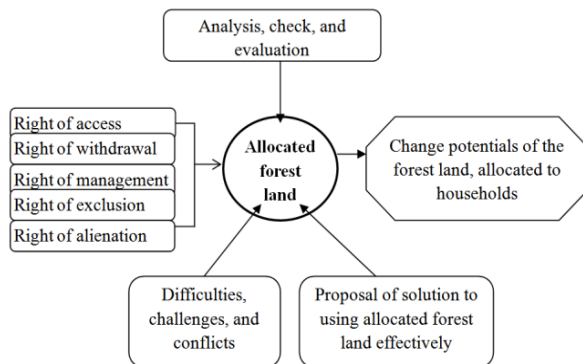 Analysis, check, and
evaluation
Right of access
Right of withdrawal
Right of management
Right of exclusion
Right of alienation
Allocated
forest
land
Change potentials of the
forest land, allocated to
households
Difficulties,
challenges, and
conflicts
Proposal of solution to
using allocated forest
land effectively